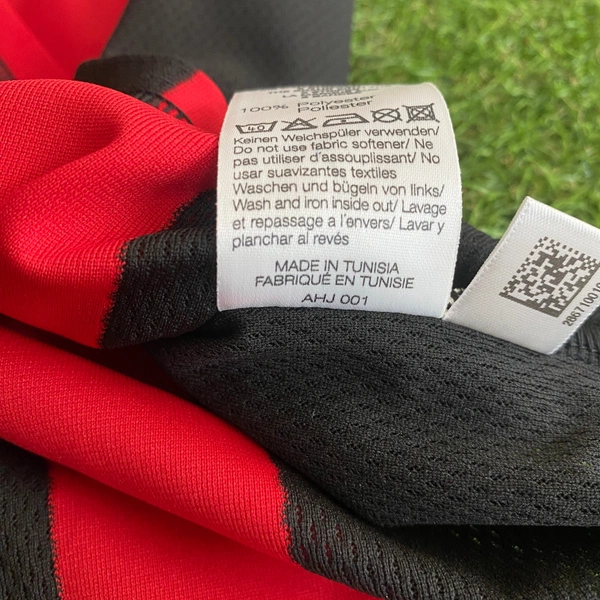 100% Polyester
Poliester
40
Keinen Weichspüler verwenden/
Do not use fabric softener/ Ne
pas utiliser d'assouplissant/ No
usar suavizantes textiles
Waschen und bügeln von links/
Wash and iron inside out/ Lavage
et repassage a l'envers/ Lavar y
planchar al revés
MADE IN TUNISIA
FABRIQUÉ EN TUNISIE
AHJ 001